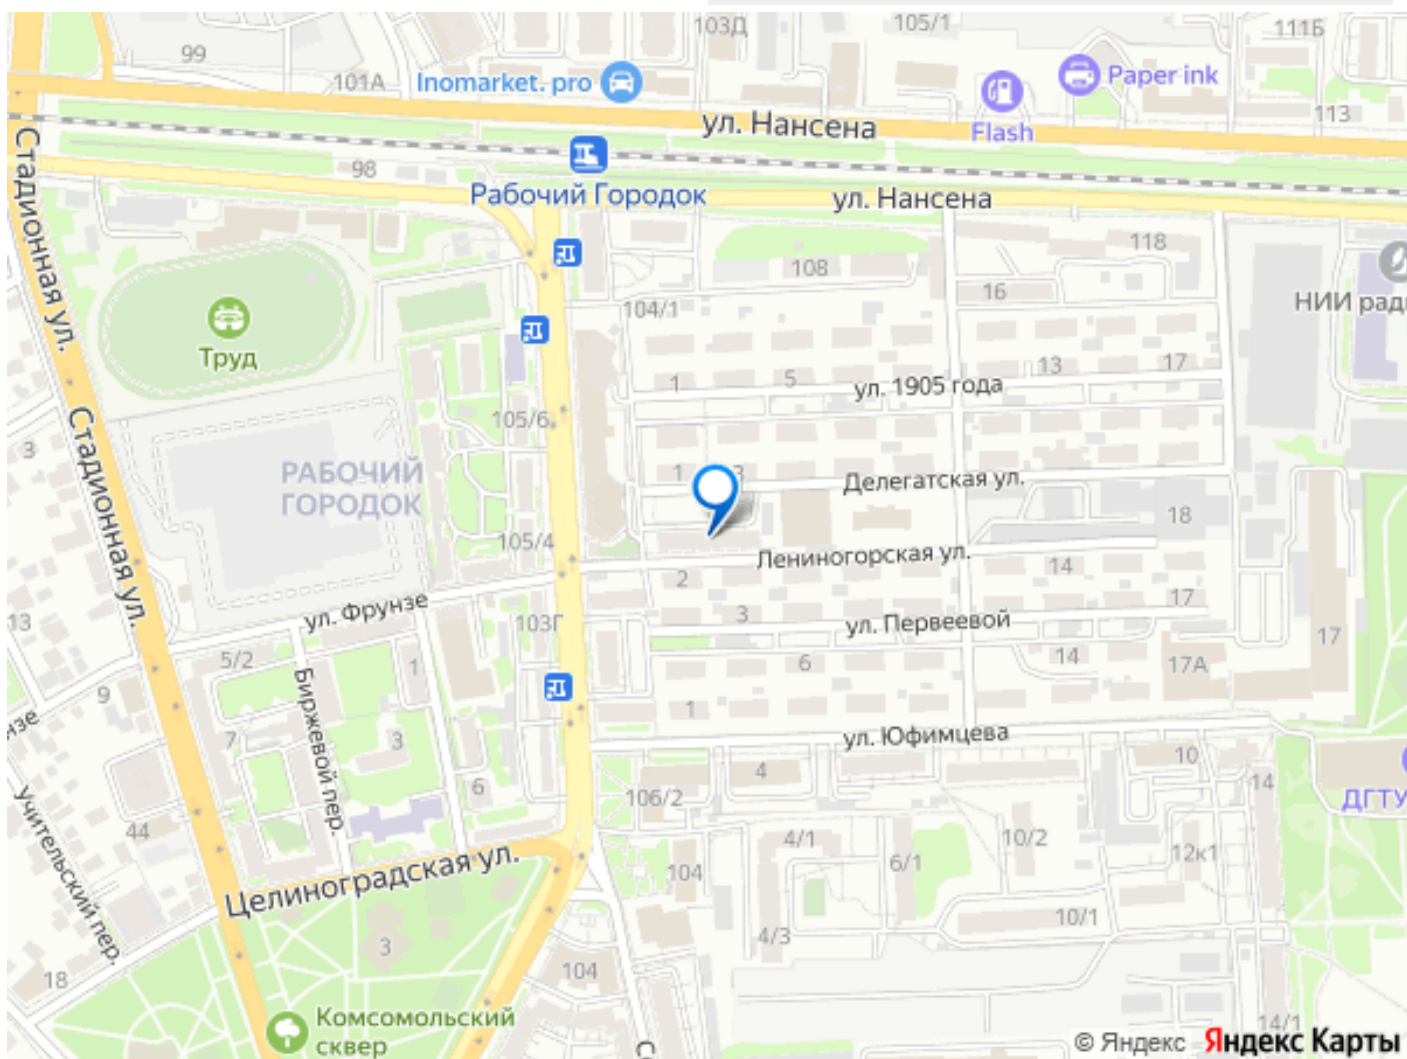 103Д
105/1
111Б
99
101А
Inomarket. pro
Paper ink
Flash
113
ул. Нансена
98
Рабочий Городок
ул. Нансена
Стадионная ул.
118
108
16
НИИ рад
104/1
Труд
13
17
1
5
ул. 1905 года
105/6
Стадионная ул.
3
РАБОЧИЙ
ГОРОДОК
1
3
Делегатская ул.
18
105/4
Лениногорская ул.
2
14
ул. Фрунзе
13
103Г
3
ул. Первеевой
17
17
5/2
1
6
14
17А
9
Биржевой пер.
1
нзе
7
3
ул. Юфимцева
4
10
14
6
106/2
ДГТУ
Учительский пер.
44
4/1
10/2
12к1
6/1
Целиноградская ул.
104
10/1
3
4/3
18
104
Комсомольский
сквер
Со
14/1
© Яндекс Яндекс Карты